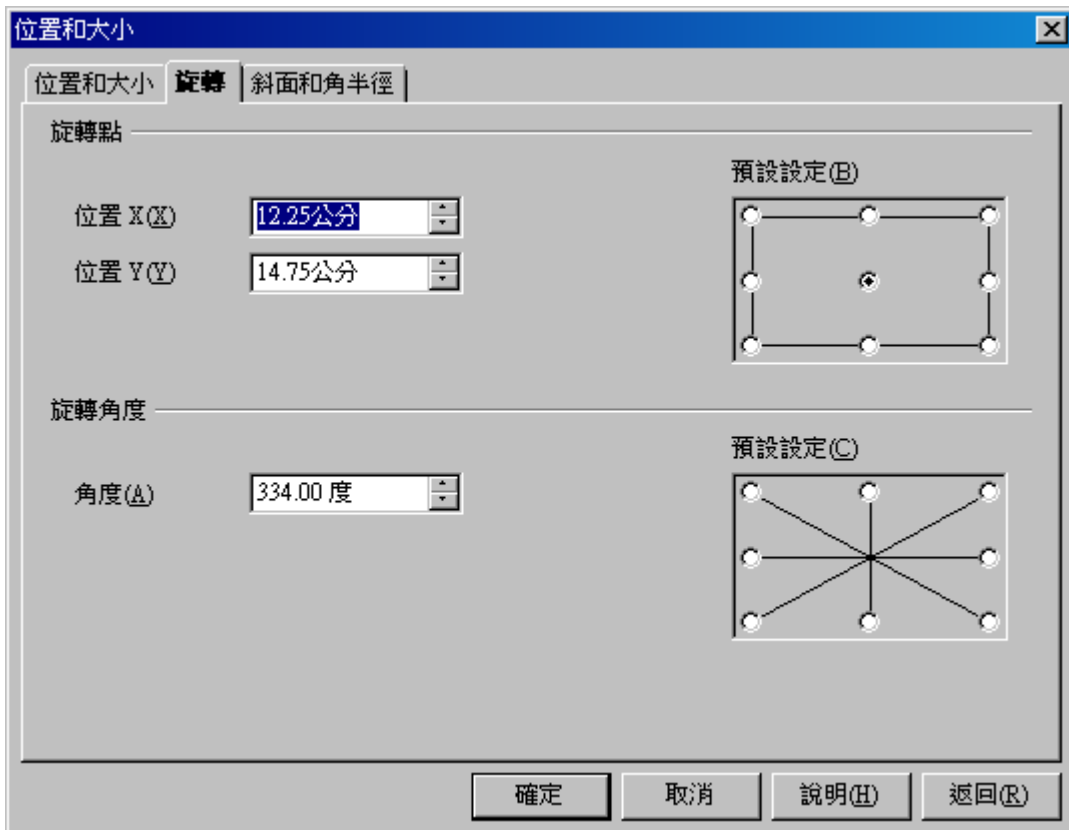 位置和大小
位置和大小 旋轉 斜面和角半徑
旋轉點
預設設定(B)
位置 X(X) 12.25公分
位置 Y(Y) 14.75公分
旋轉角度
預設設定(C)
角度(A) 334.00 度
確定 取消 說明(H) 返回(R)